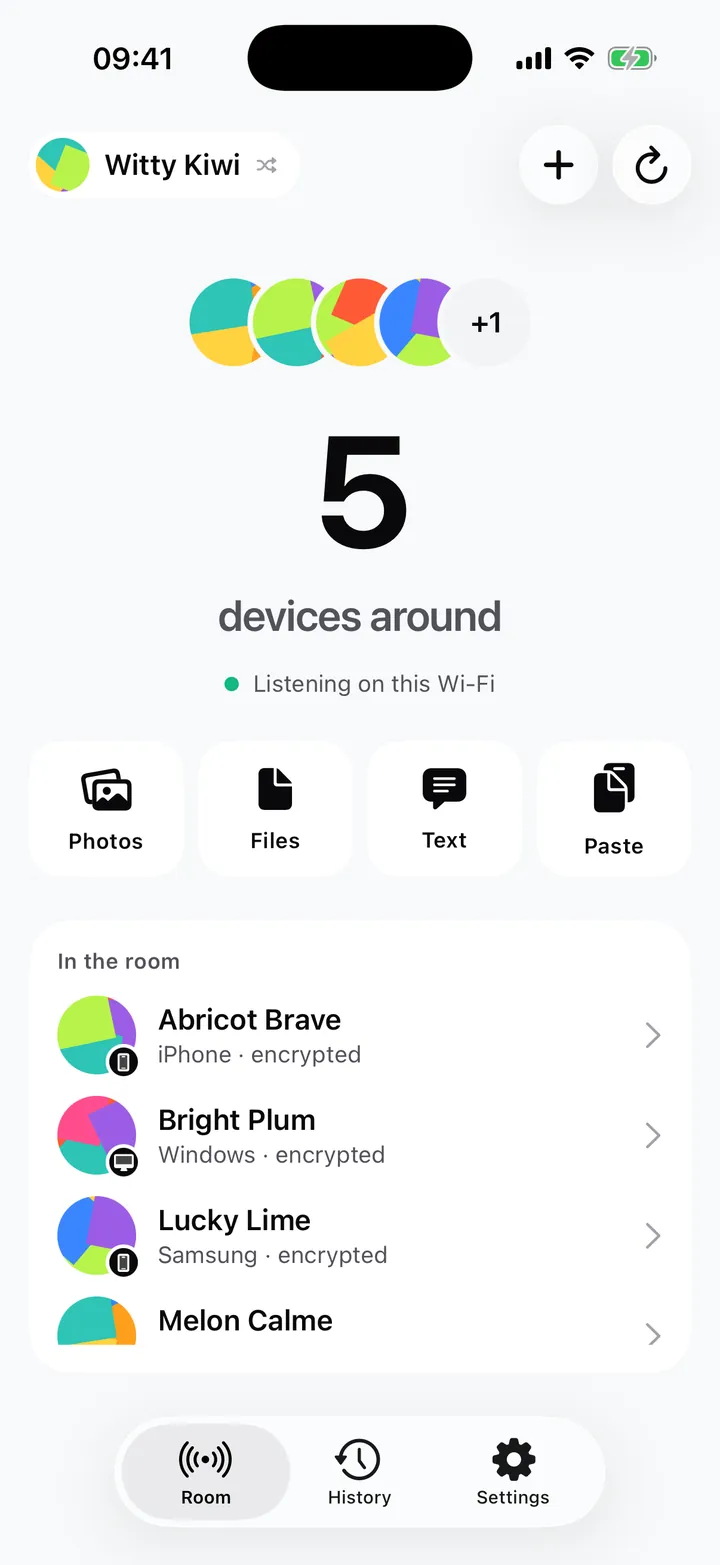 09:41
Witty Kiwi
+1
5
devices around
Listening on this Wi-Fi
Photos
Files
Text
Paste
In the room
Abricot Brave
iPhone · encrypted
Bright Plum
Windows · encrypted
Lucky Lime
Samsung · encrypted
Melon Calme
Room
History
Settings